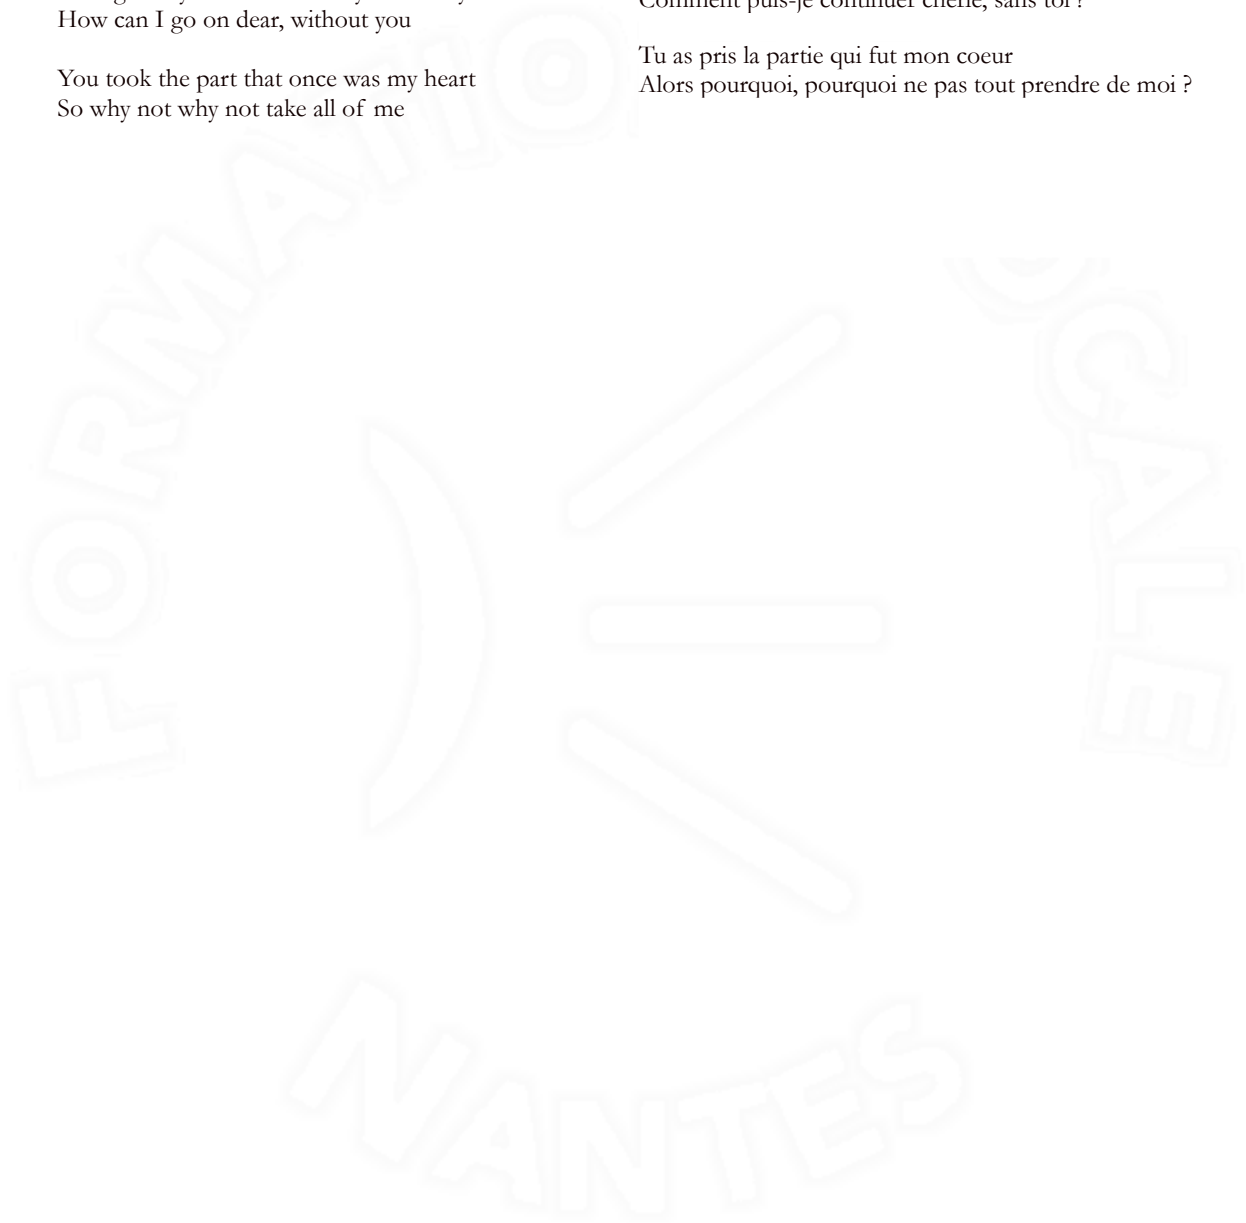 How can I go on dear, without you
You took the part that once was my heart
So why not why not take all of me
Comment puis-je continuer chérie, sans toi ?
Tu as pris la partie qui fut mon coeur
Alors pourquoi, pourquoi ne pas tout prendre de moi ?
FORMATIO
OCALE
NANTES